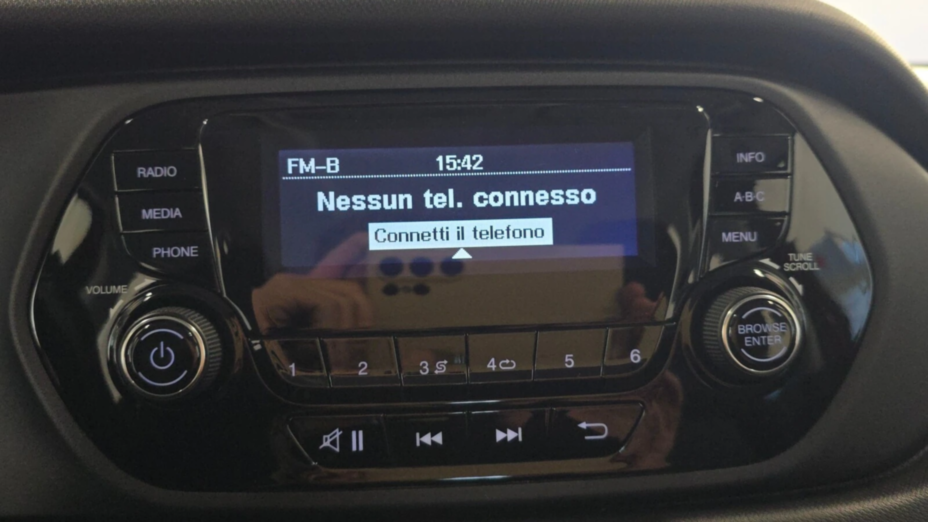 FM-B 15:42
Nessun tel. connesso
Connetti il telefono
RADIO
MEDIA
PHONE
VOLUME
INFO
A·B·C
MENU
TUNE
SCROLL
BROWSE
ENTER
1 2 3 4 5 6